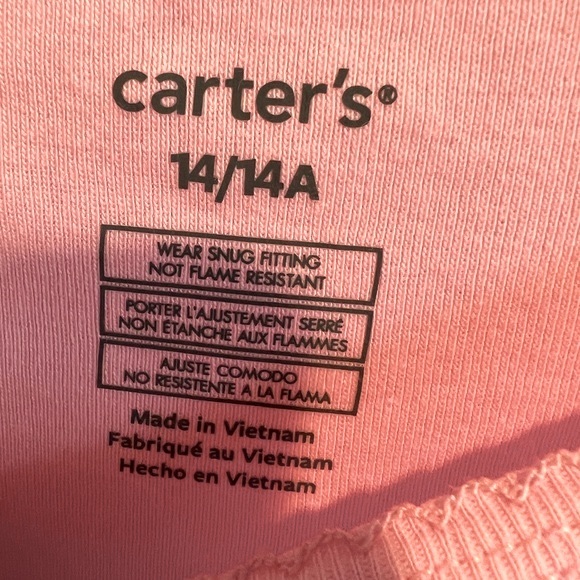 carter's®
14/14A
WEAR SNUG FITTING
NOT FLAME RESISTANT
PORTER L'AJUSTEMENT SERRÉ
NON ÉTANCHE AUX FLAMMES
AJUSTE COMODO
NO RESISTENTE A LA FLAMA
Made in Vietnam
Fabriqué au Vietnam
Hecho en Vietnam